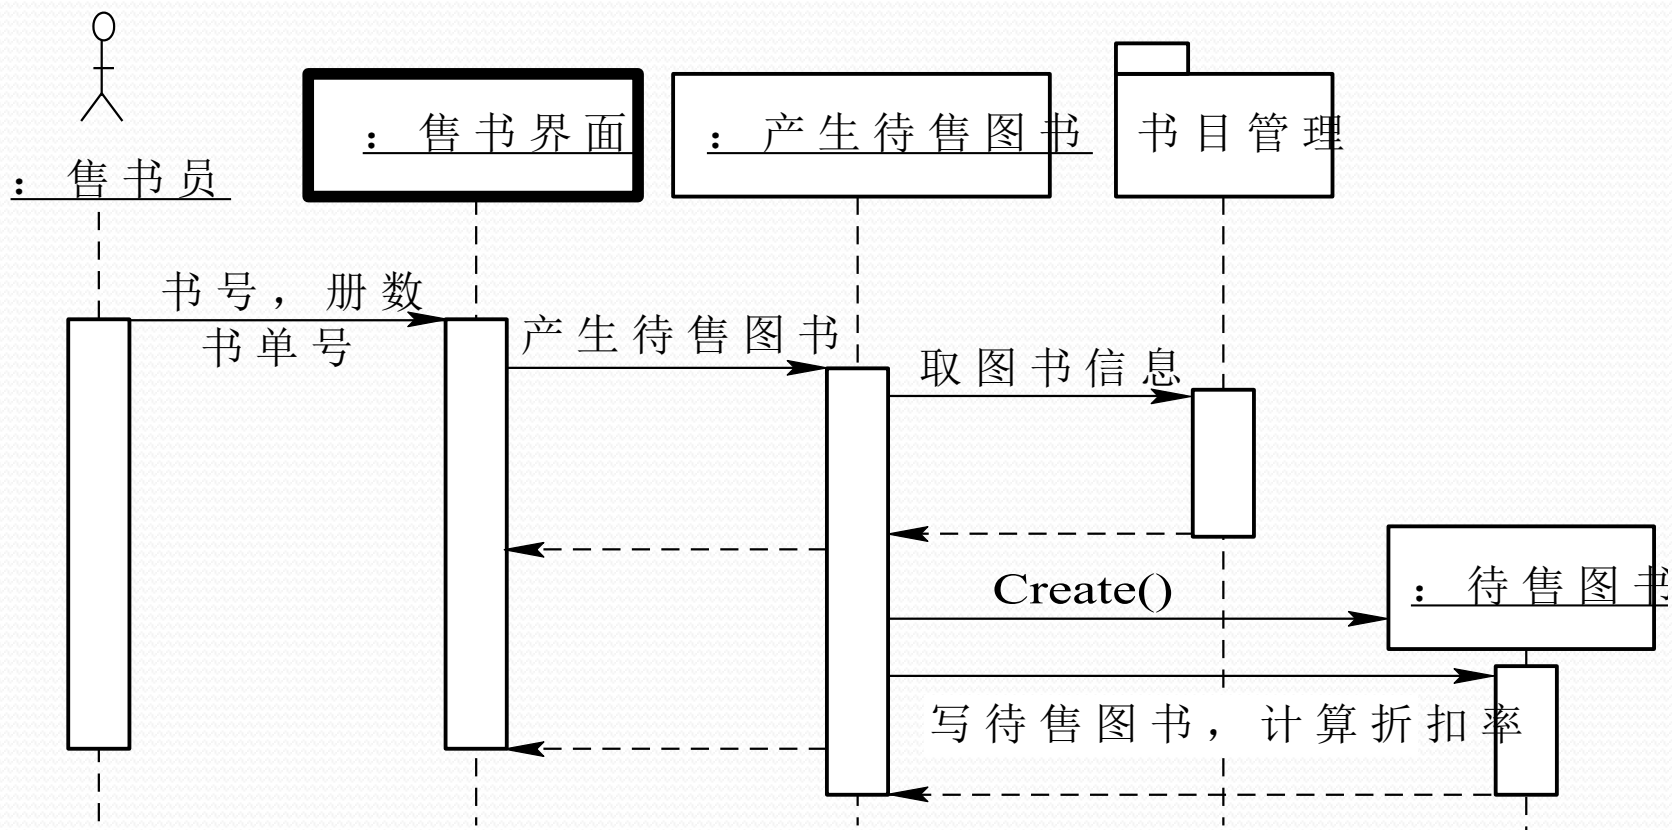 ：售书员
：售书界面
：产生待售图书
书目管理
书号，册数
书单号
产生待售图书
取图书信息
Create()
：待售图书
写待售图书，计算折扣率